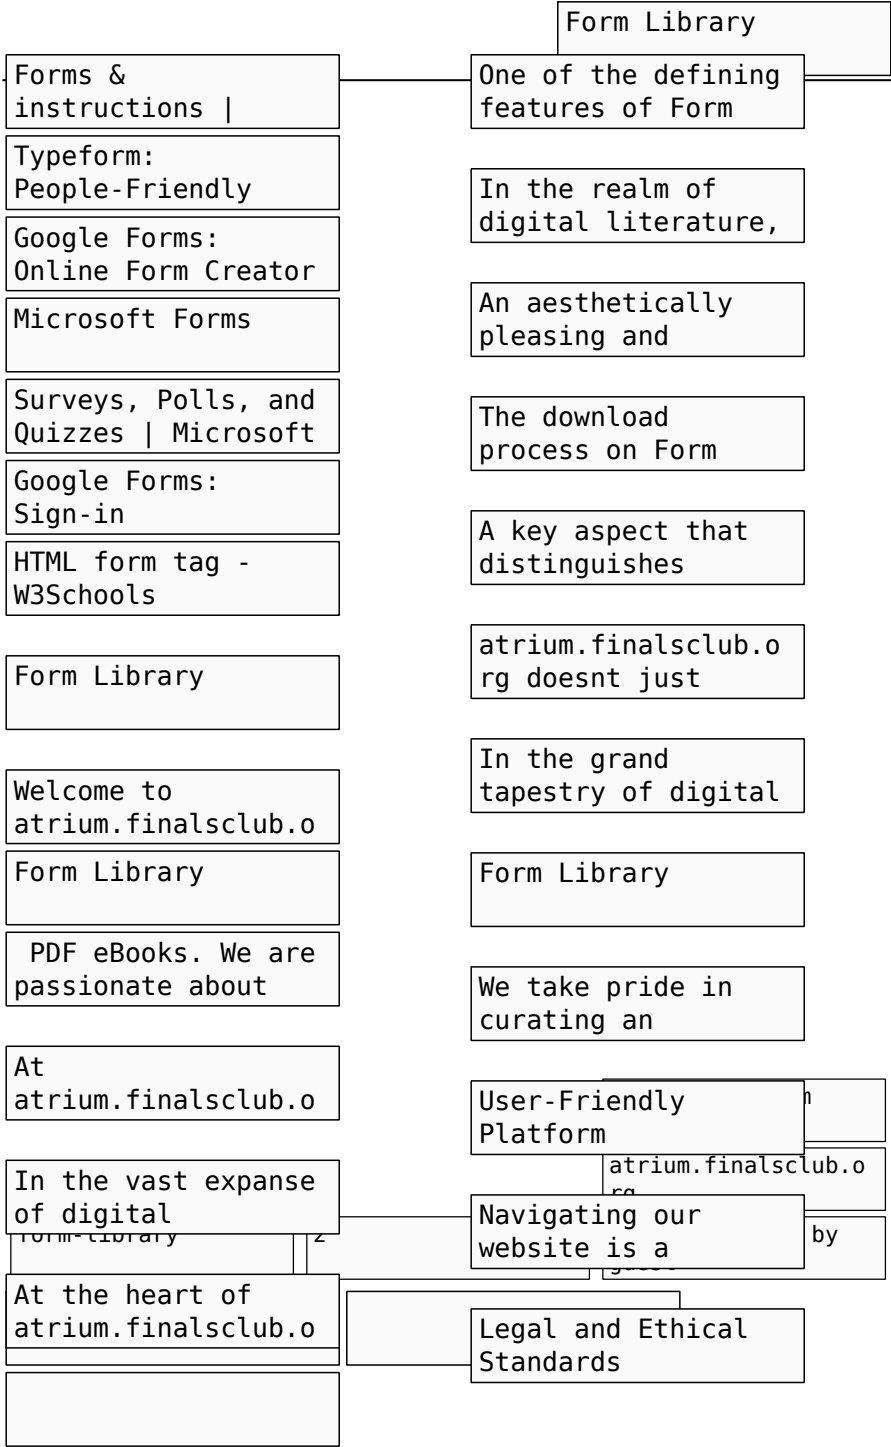 Form Library
Forms &
instructions |
Typeform:
People-Friendly
Google Forms:
Online Form Creator
Microsoft Forms
Surveys, Polls, and
Quizzes | Microsoft
Google Forms:
Sign-in
HTML form tag -
W3Schools
Form Library
Welcome to
atrium.finalsclub.o
Form Library
PDF eBooks. We are
passionate about
At
atrium.finalsclub.o
In the vast expanse
of digital
form-library
2
At the heart of
atrium.finalsclub.o
One of the defining
features of Form
In the realm of
digital literature,
An aesthetically
pleasing and
The download
process on Form
A key aspect that
distinguishes
atrium.finalsclub.o
rg doesnt just
In the grand
tapestry of digital
Form Library
We take pride in
curating an
User-Friendly
Platform
atrium.finalsclub.o
rg
Navigating our
website is a
by
Legal and Ethical
Standards